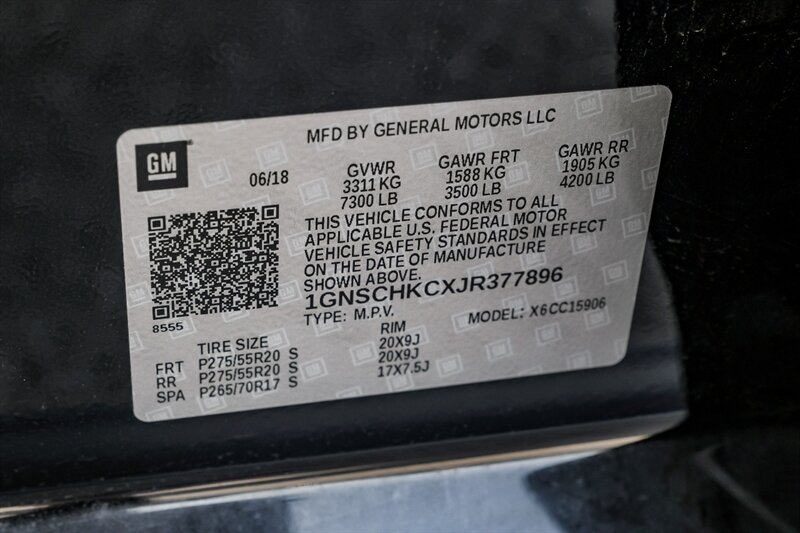 MFD BY GENERAL MOTORS LLC
GM
06/18
GVWR
3311 KG
7300 LB
GAWR FRT
1588 KG
3500 LB
GAWR RR
1905 KG
4200 LB
THIS VEHICLE CONFORMS TO ALL
APPLICABLE U.S. FEDERAL MOTOR
VEHICLE SAFETY STANDARDS IN EFFECT
ON THE DATE OF MANUFACTURE
SHOWN ABOVE.
1GNSCHKCXJR377896
TYPE: M.P.V. MODEL: X6CC15906
8555
TIRE SIZE RIM
FRT P275/55R20 S 20X9J
RR P275/55R20 S 20X9J
SPA P265/70R17 S 17X7.5J